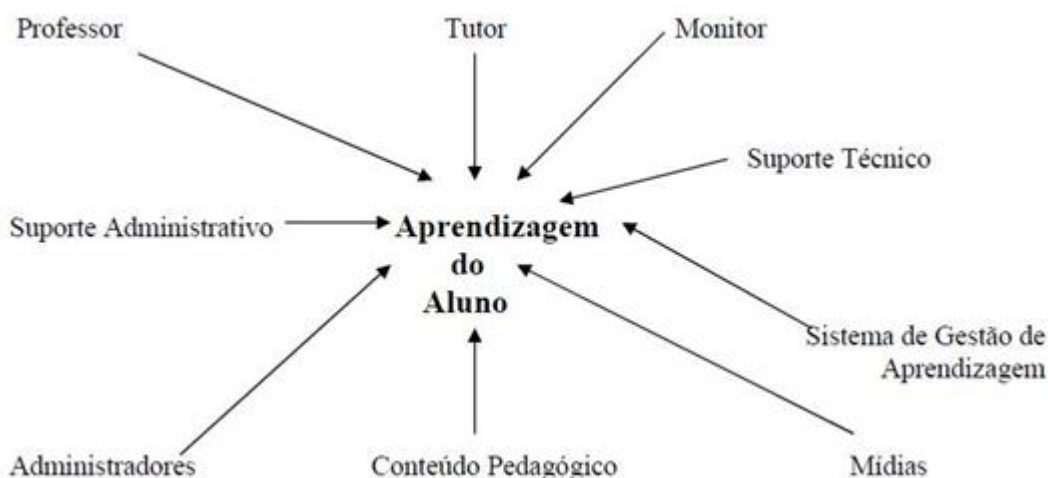 Professor
Tutor
Monitor
Suporte Técnico
Suporte Administrativo
Aprendizagem
do
Aluno
Sistema de Gestão de
Aprendizagem
Administradores
Conteúdo Pedagógico
Mídias